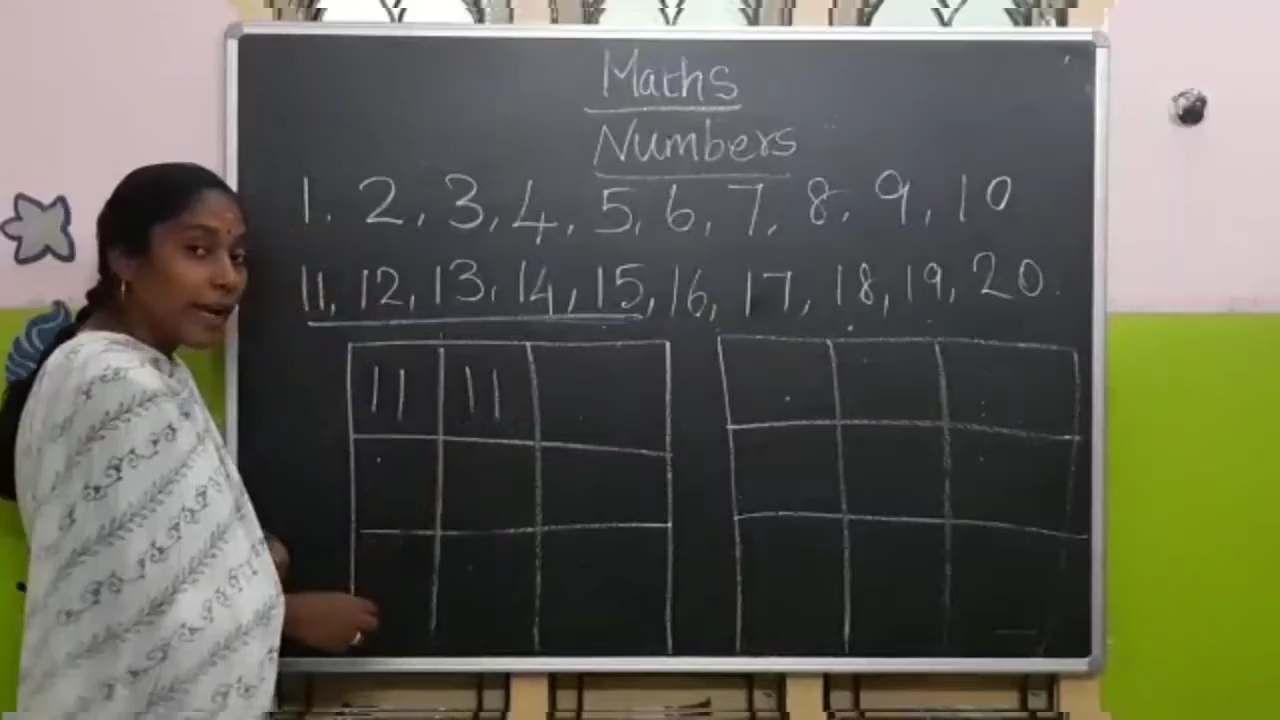 Maths
Numbers
1, 2, 3, 4, 5, 6, 7, 8, 9, 10
11, 12, 13, 14, 15, 16, 17, 18, 19, 20
11 11